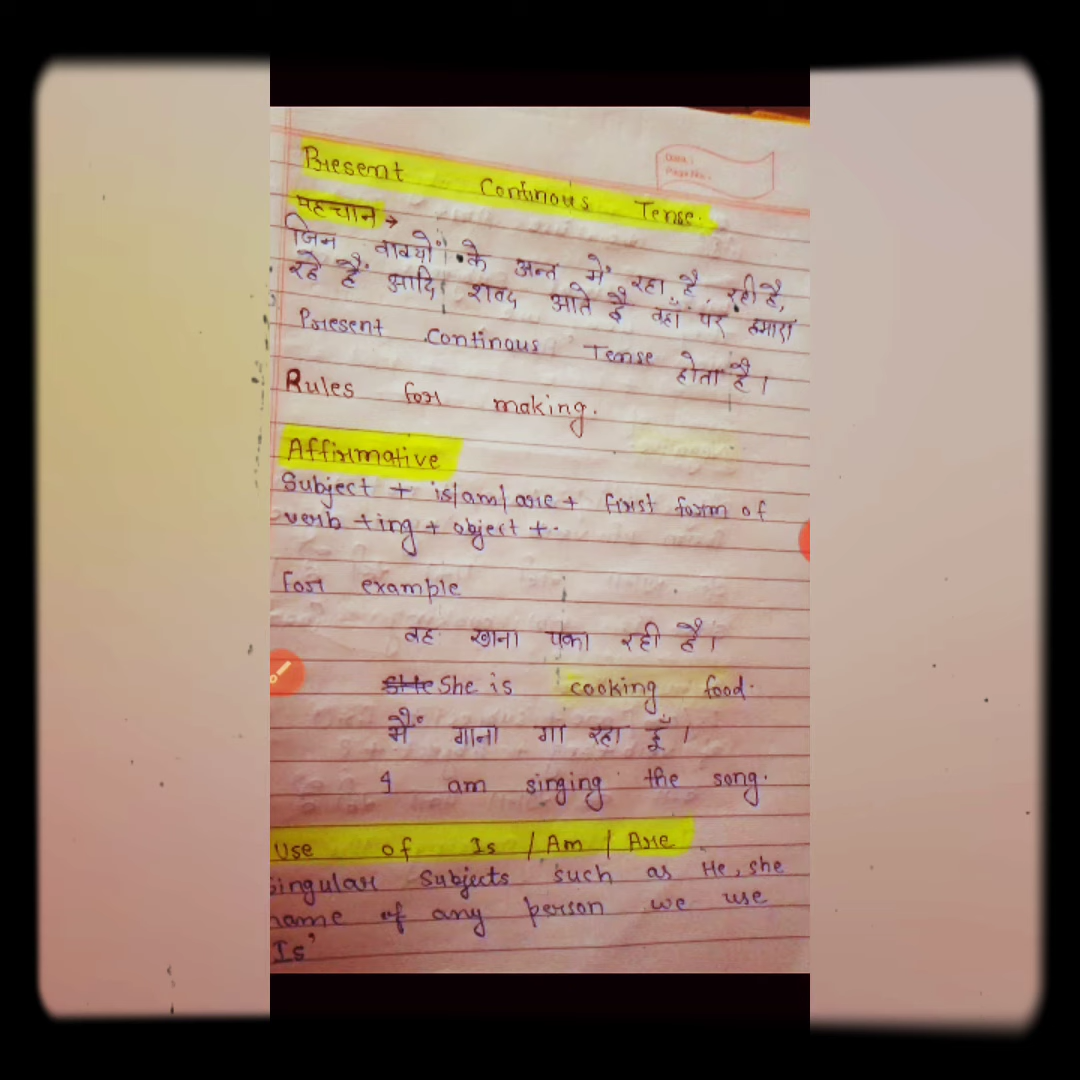 Date :
Page No. :
Present Continous Tense.
पहचान →
जिन वाक्यों के अन्त में रहा है, रही है,
रहे हैं आदि शब्द आते है वहाँ पर हमारा
Present Continous Tense होता है।
Rules for making.
Affirmative
Subject + is/am/are + first form of
verb + ing + object + -
for example
वह खाना पका रही है।
She She is cooking food.
मैं गाना गा रहा हूँ।
I am singing the song.
Use of Is / Am / Are
Singular Subjects such as He, she
name of any person we use
Is'